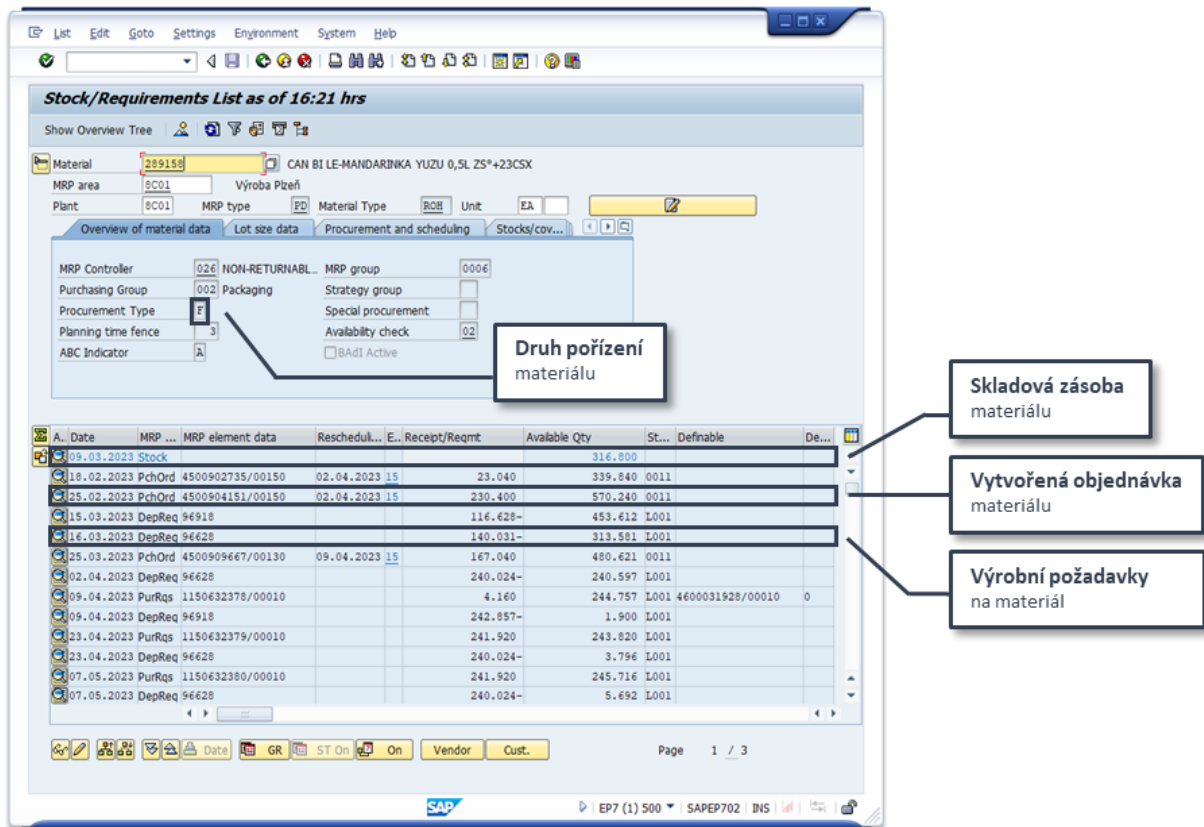 List Edit Goto Settings Environment System Help
Stock/Requirements List as of 16:21 hrs
Show Overview Tree
Material 289158 CAN BI LE-MANDARINKA YUZU 0,5L ZS°+23CSX
MRP area 8C01 Výroba Plzeň
Plant 8C01 MRP type PD Material Type ROH Unit EA
Overview of material data Lot size data Procurement and scheduling Stocks/cov...
MRP Controller 026 NON-RETURNABL... MRP group 0006
Purchasing Group 002 Packaging Strategy group
Procurement Type F Special procurement
Planning time fence 3 Availability check 02
ABC Indicator A BAdI Active
Druh pořízení
materiálu
Skladová zásoba
materiálu
Vytvořená objednávka
materiálu
Výrobní požadavky
na materiál
A.. Date MRP ... MRP element data Rescheduli... E.. Receipt/Reqmt Available Qty St... Definable De...
09.03.2023 Stock 316.800
18.02.2023 PchOrd 4500902735/00150 02.04.2023 15 23.040 339.840 0011
25.02.2023 PchOrd 4500904151/00150 02.04.2023 15 230.400 570.240 0011
15.03.2023 DepReq 96918 116.628- 453.612 L001
16.03.2023 DepReq 96628 140.031- 313.581 L001
25.03.2023 PchOrd 4500909667/00130 09.04.2023 15 167.040 480.621 0011
02.04.2023 DepReq 96628 240.024- 240.597 L001
09.04.2023 PurRqs 1150632378/00010 4.160 244.757 L001 4600031928/00010 0
09.04.2023 DepReq 96918 242.857- 1.900 L001
23.04.2023 PurRqs 1150632379/00010 241.920 243.820 L001
23.04.2023 DepReq 96628 240.024- 3.796 L001
07.05.2023 PurRqs 1150632380/00010 241.920 245.716 L001
07.05.2023 DepReq 96628 240.024- 5.692 L001
Date GR ST On On Vendor Cust. Page 1 / 3
SAP EP7 (1) 500 SAPEP702 INS